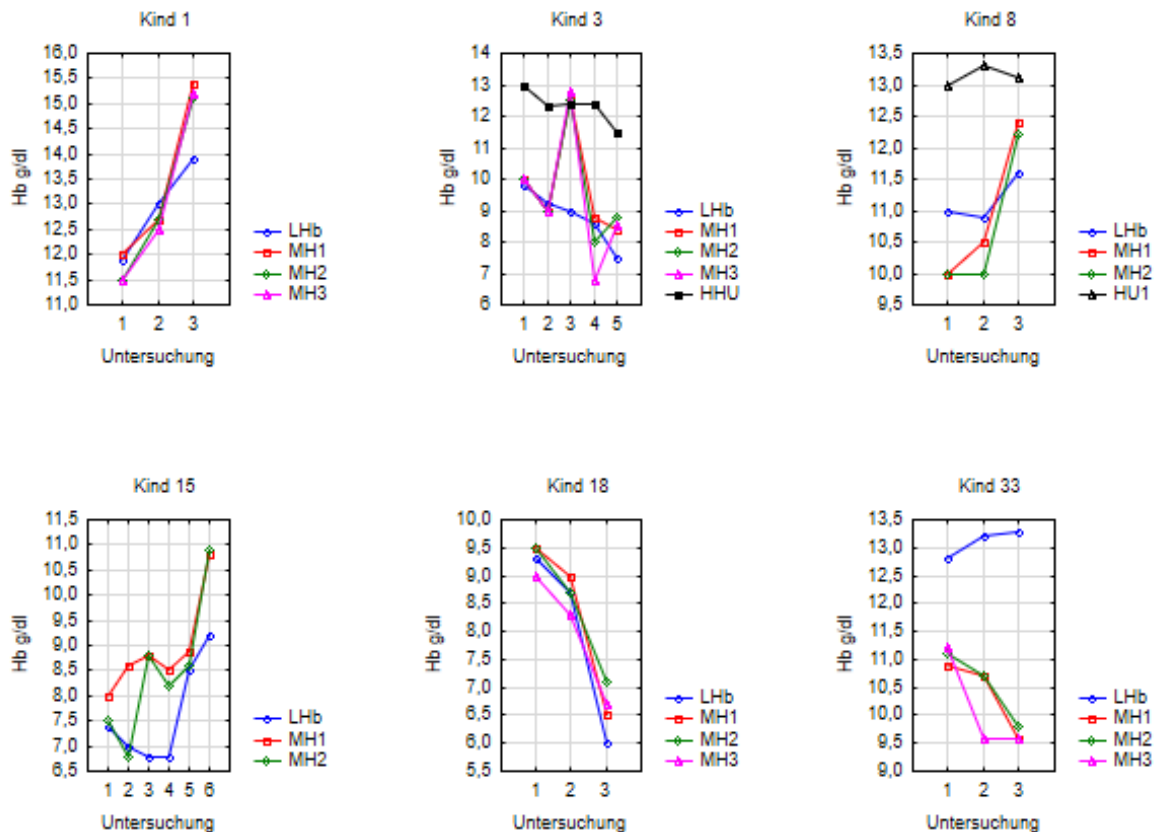 Kind 1
16,0
15,5
15,0
14,5
14,0
13,5
13,0
12,5
12,0
11,5
11,0
Hb g/dl
1 2 3
Untersuchung
LHb
MH1
MH2
MH3
Kind 3
14
13
12
11
10
9
8
7
6
Hb g/dl
1 2 3 4 5
Untersuchung
LHb
MH1
MH2
MH3
HHU
Kind 8
13,5
13,0
12,5
12,0
11,5
11,0
10,5
10,0
9,5
Hb g/dl
1 2 3
Untersuchung
LHb
MH1
MH2
HU1
Kind 15
11,5
11,0
10,5
10,0
9,5
9,0
8,5
8,0
7,5
7,0
6,5
Hb g/dl
1 2 3 4 5 6
Untersuchung
LHb
MH1
MH2
Kind 18
10,0
9,5
9,0
8,5
8,0
7,5
7,0
6,5
6,0
5,5
Hb g/dl
1 2 3
Untersuchung
LHb
MH1
MH2
MH3
Kind 33
13,5
13,0
12,5
12,0
11,5
11,0
10,5
10,0
9,5
9,0
Hb g/dl
1 2 3
Untersuchung
LHb
MH1
MH2
MH3